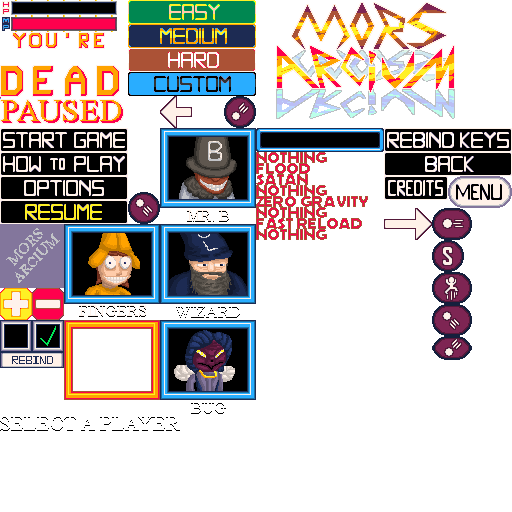 HP
MP
YOU'RE
DEAD
PAUSED
EASY
MEDIUM
HARD
CUSTOM
MORS
ARCIUM
START GAME
HOW TO PLAY
OPTIONS
RESUME
B
MR. B
NOTHING
FLOOD
SATAN
NOTHING
ZERO GRAVITY
NOTHING
FAST RELOAD
NOTHING
REBIND KEYS
BACK
CREDITS
MENU
S
MORS
ARCIUM
FINGERS
WIZARD
REBIND
BUG
SELECT A PLAYER